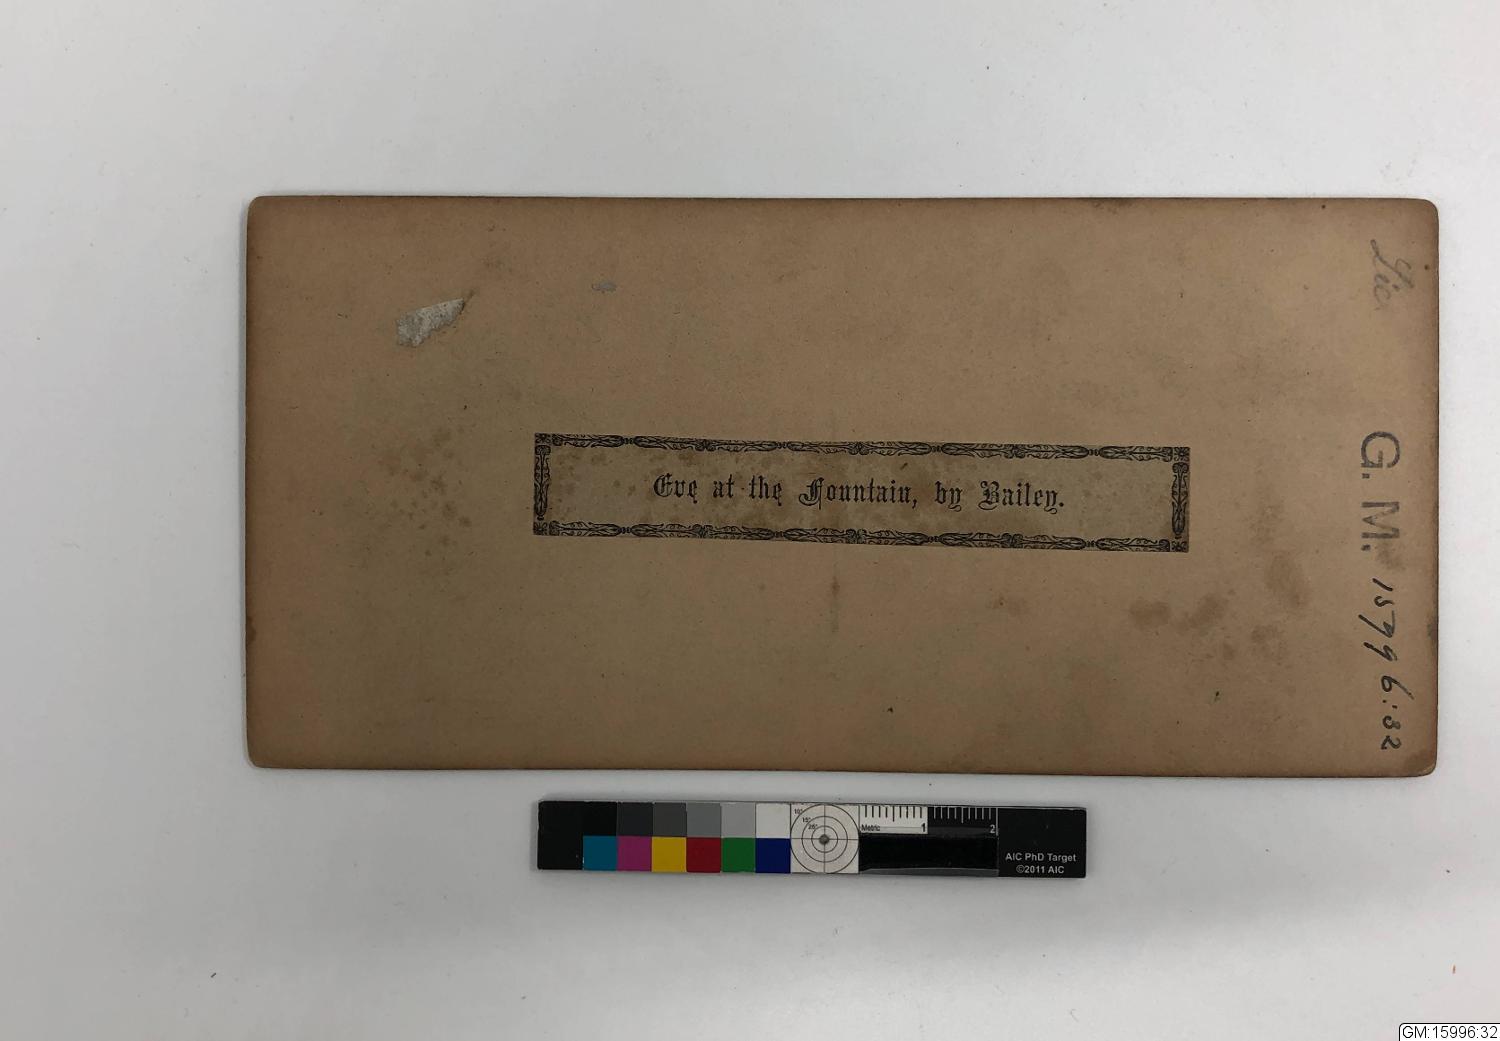 Eve at the Fountain, by Bailey.
G. M. 15996:32
Metric
1
2
AIC PhD Target
©2011 AIC
GM:15996:32